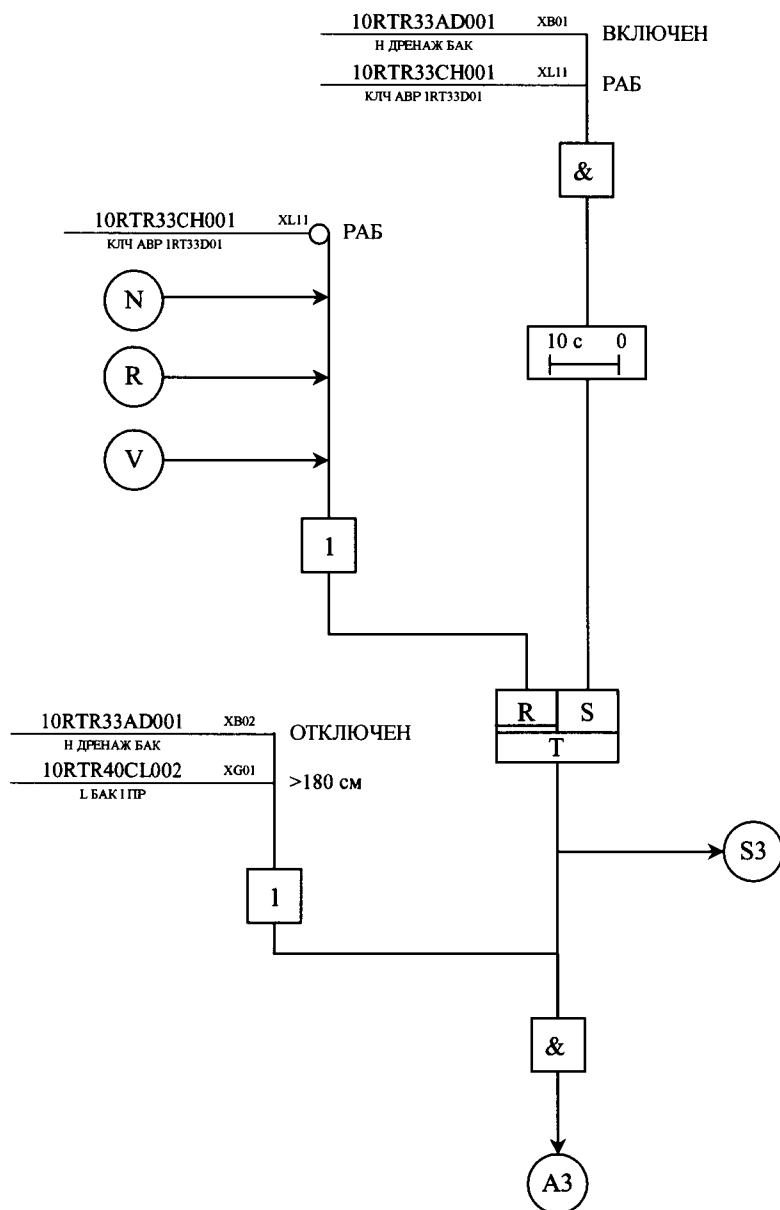 10RTR33AD001 XB01 ВКЛЮЧЕН
Н ДРЕНАЖ БАК
10RTR33CH001 XL11 РАБ
КЛЧ АВР 1RT33D01
&
10RTR33CH001 XL11 РАБ
КЛЧ АВР 1RT33D01
N
R
10 с 0
V
1
R S
T
10RTR33AD001 XB02 ОТКЛЮЧЕН
Н ДРЕНАЖ БАК
10RTR40CL002 XG01 >180 см
L БАК 1 ПР
S3
1
&
A3